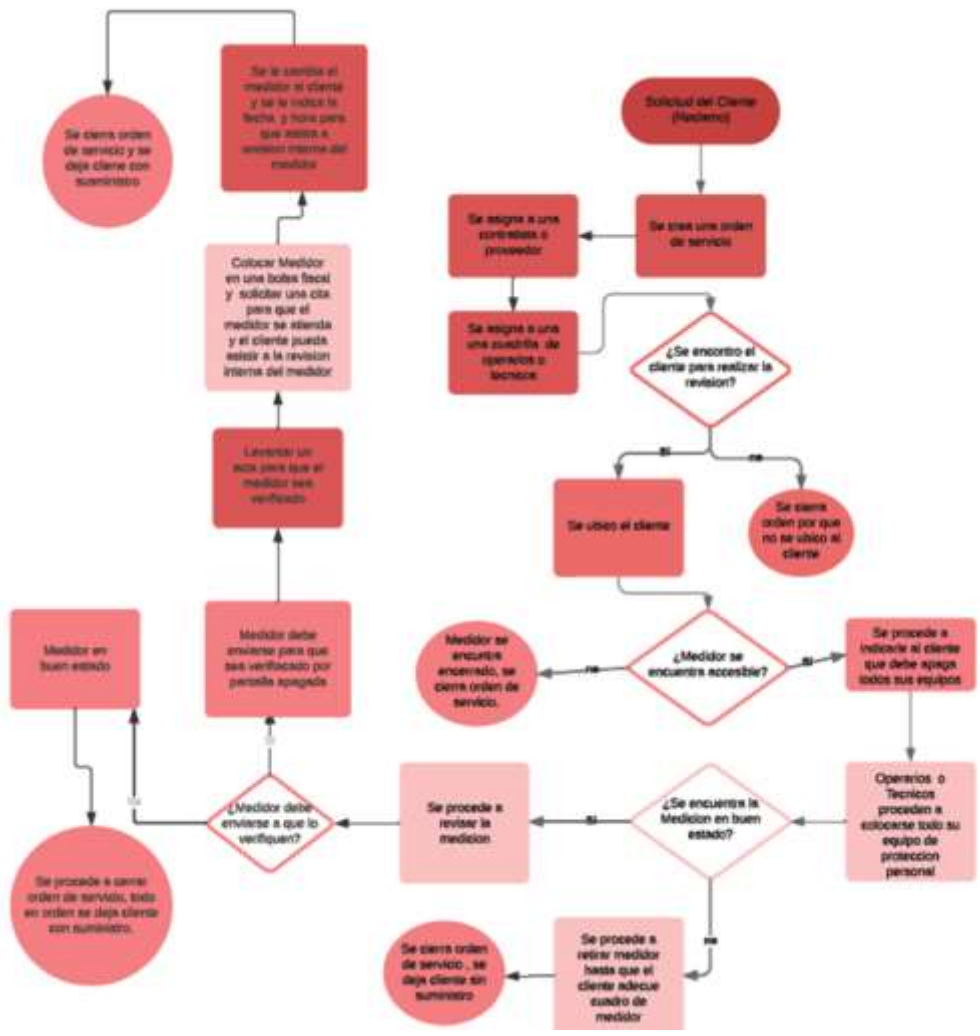 Solicitud del Cliente
(Reclamo)
Se crea una orden
de servicio
Se asigna a una
contratista o
proveedor
Se asigna a una
una cuadrilla de
operarios o
tecnicos
¿Se encontro el
cliente para realizar la
revision?
si
no
Se cierra
orden por que
no se ubico al
cliente
Se ubico el cliente
¿Medidor se
encuentra accesible?
no
si
Medidor se
encuntra
encerrado, se
cierra orden de
servicio.
Se procede a
indicarle al cliente
que debe apaga
todos sus equipos
Operarios o
Tecnicos
proceden a
colocarse todo su
equipo de
proteccion
personal
¿Se encuentra la
Medicion en buen
estado?
si
no
Se procede a
retirar medidor
hasta que el
cliente adecue
cuadro de
medidor
Se cierra orden
de servicio , se
deja cliente sin
suministro
Se procede a
revisar la
medicion
¿Medidor debe
enviarse a que lo
verifiquen?
Medidor en
buen estado
Se procede a cerrar
orden de servicio, todo
en orden se deja cliente
con suministro.
Medidor debe
enviarse para que
sea verifacado por
pantalla apagada
Levantar un
acta para que el
medidor sea
verificado
Colocar Medidor
en una bolsa fiscal
y solicitar una cita
para que el
medidor se atienda
y el cliente pueda
asistir a la revision
interna del medidor
Se le cambia el
medidor al cliente
y se le indica la
fecha y hora para
que asista a
revision interna del
medidor
Se cierra orden
de servicio y se
deja cliene con
suministro